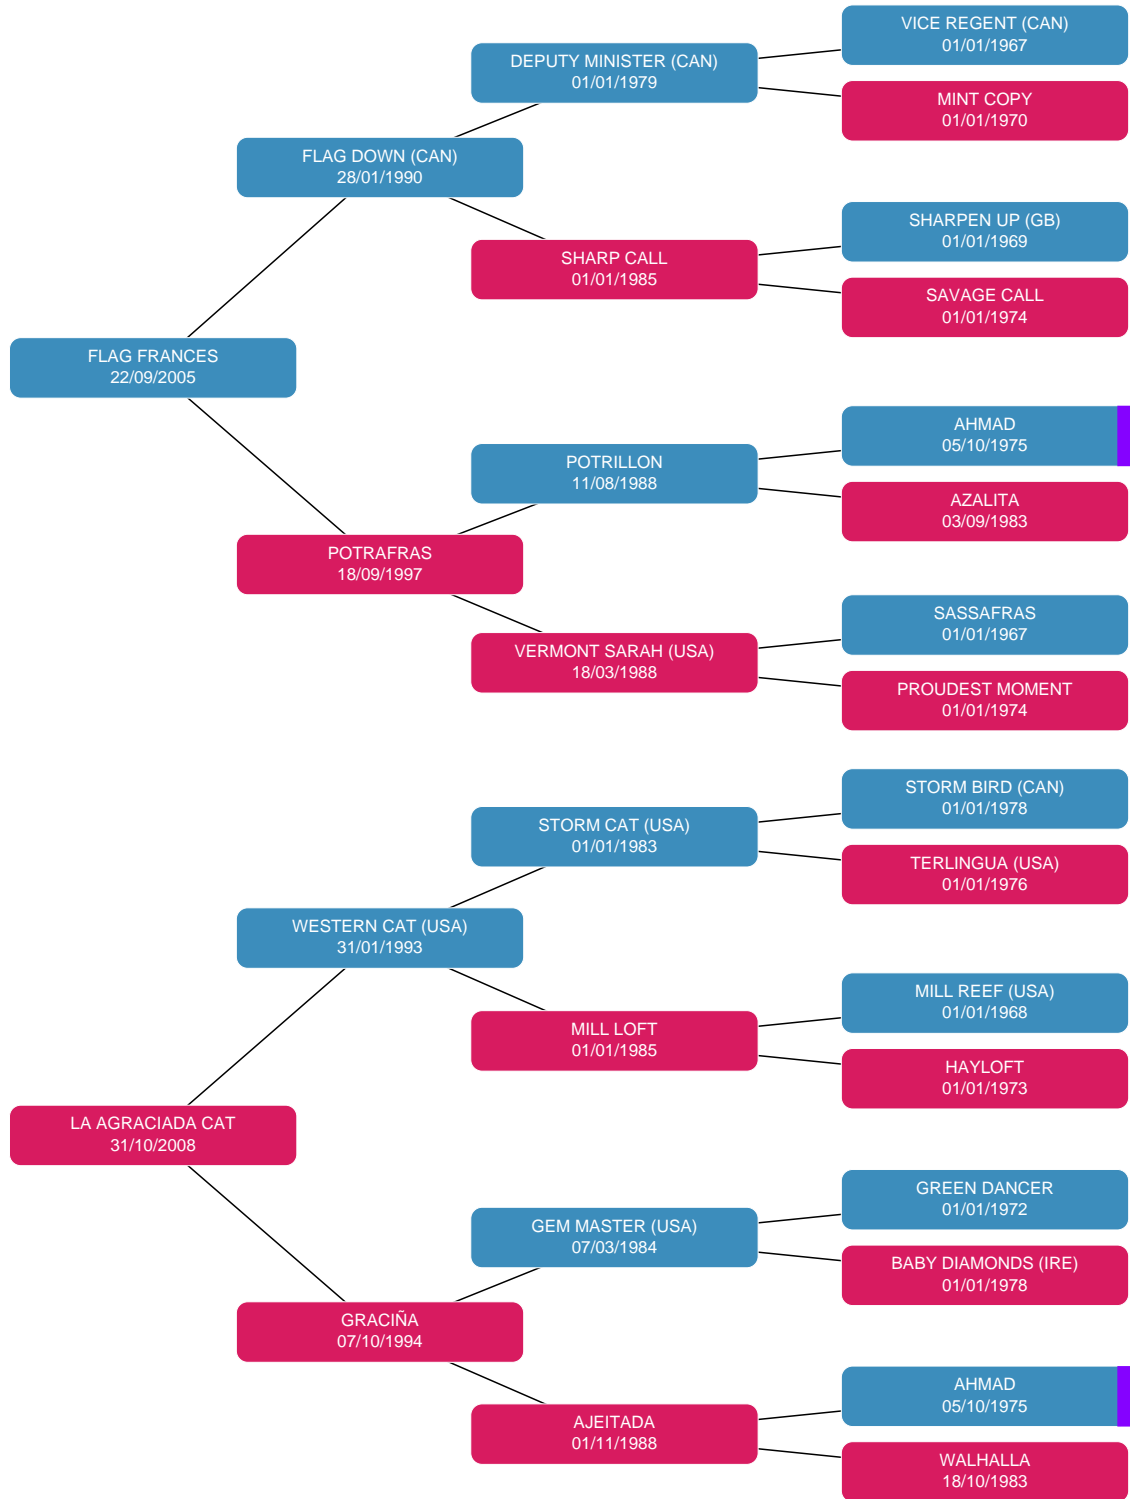 VICE REGENT (CAN)
01/01/1967
DEPUTY MINISTER (CAN)
01/01/1979
MINT COPY
01/01/1970
FLAG DOWN (CAN)
28/01/1990
SHARPEN UP (GB)
01/01/1969
SHARP CALL
01/01/1985
SAVAGE CALL
01/01/1974
FLAG FRANCES
22/09/2005
AHMAD
05/10/1975
POTRILLON
11/08/1988
AZALITA
03/09/1983
POTRAFRAS
18/09/1997
SASSAFRAS
01/01/1967
VERMONT SARAH (USA)
18/03/1988
PROUDEST MOMENT
01/01/1974
STORM BIRD (CAN)
01/01/1978
STORM CAT (USA)
01/01/1983
TERLINGUA (USA)
01/01/1976
WESTERN CAT (USA)
31/01/1993
MILL REEF (USA)
01/01/1968
MILL LOFT
01/01/1985
HAYLOFT
01/01/1973
LA AGRACIADA CAT
31/10/2008
GREEN DANCER
01/01/1972
GEM MASTER (USA)
07/03/1984
BABY DIAMONDS (IRE)
01/01/1978
GRACIÑA
07/10/1994
AHMAD
05/10/1975
AJEITADA
01/11/1988
WALHALLA
18/10/1983